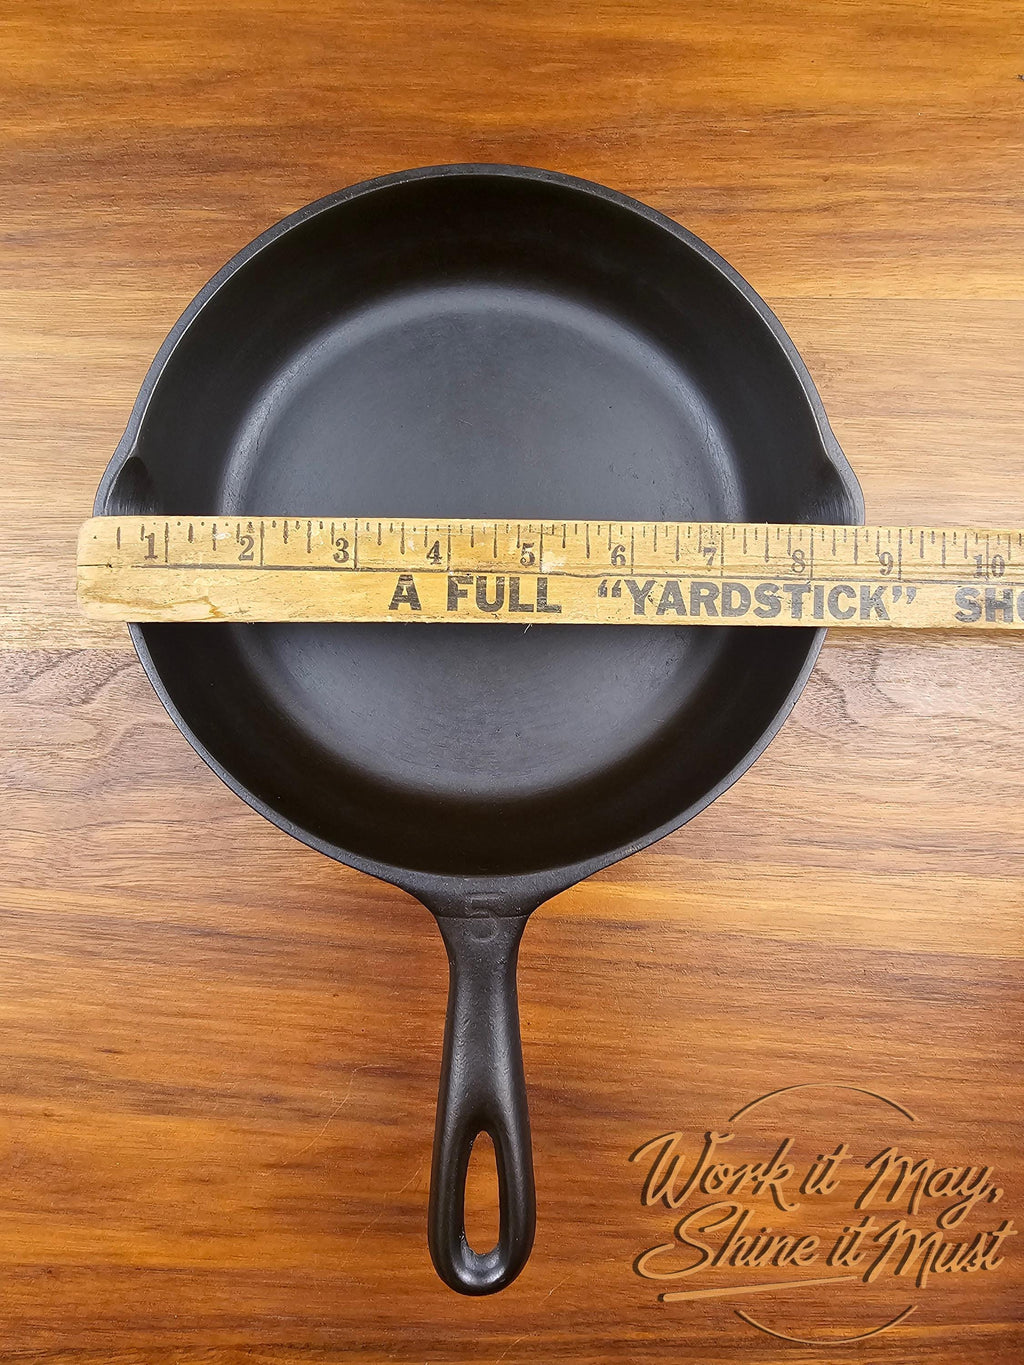 1 2 3 4 5 6 7 8 9 10
A FULL "YARDSTICK"
5
Work it May,
Shine it Must